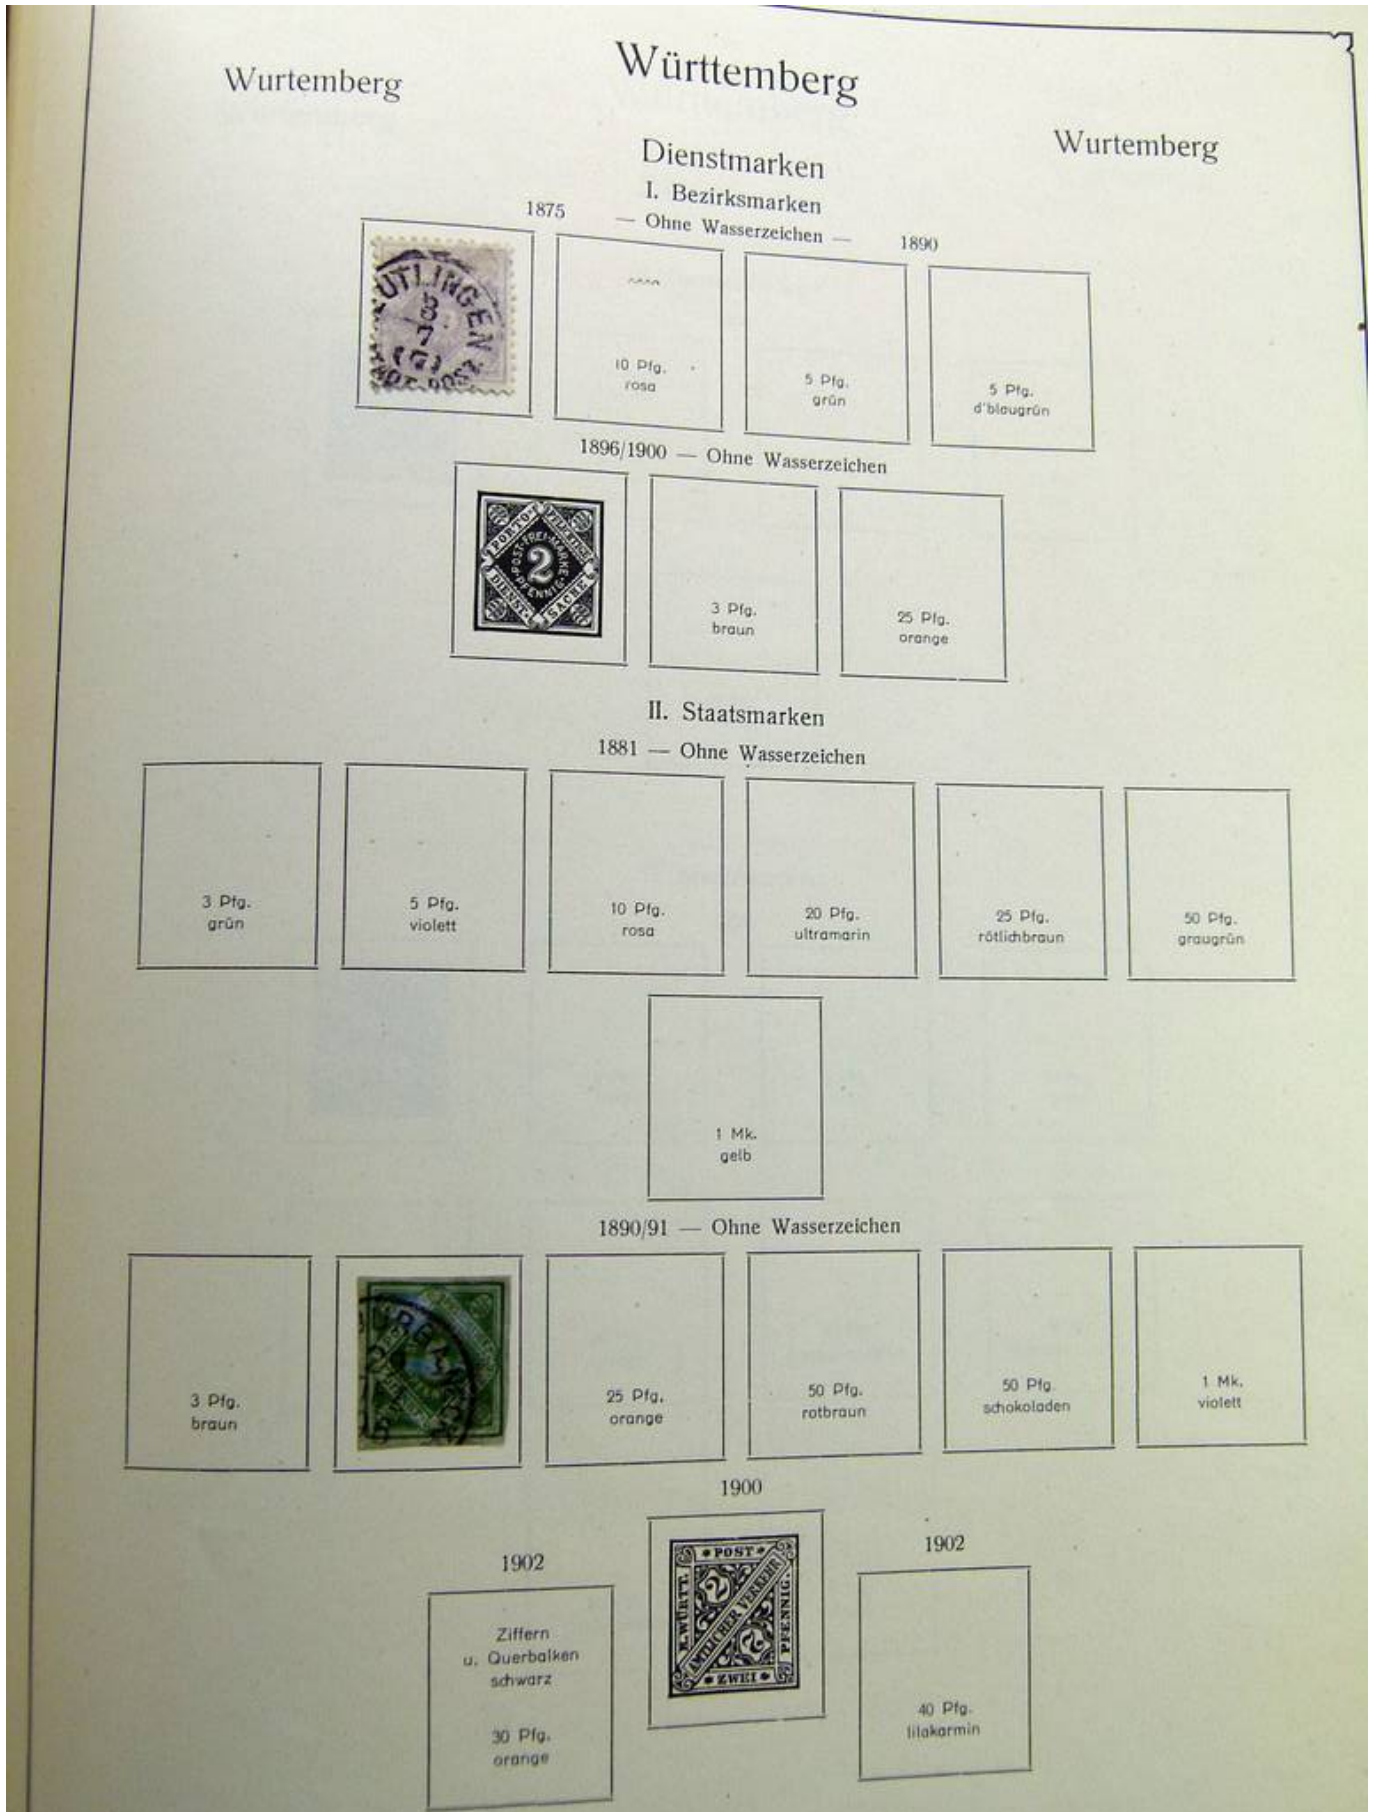 Württemberg
Wurtemberg
Wurtemberg
Dienstmarken
I. Bezirksmarken
1875
— Ohne Wasserzeichen —
1890
UTLINGEN
3
7
10 Pfg.
rosa
5 Pfg.
grün
5 Pfg.
d'blaugrün
1896/1900 — Ohne Wasserzeichen
PORTO-
POST-FREI-MARKE
2
PFENNIG
DIENST-
SACHE
3 Pfg.
braun
25 Pfg.
orange
II. Staatsmarken
1881 — Ohne Wasserzeichen
3 Pfg.
grün
5 Pfg.
violett
10 Pfg.
rosa
20 Pfg.
ultramarin
25 Pfg.
rötlichbraun
50 Pfg.
graugrün
1 Mk.
gelb
1890/91 — Ohne Wasserzeichen
3 Pfg.
braun
25 Pfg.
orange
50 Pfg.
rotbraun
50 Pfg
schokoladen
1 Mk.
violett
1900
POST
K.WÜRTT.
2
AMTLICHER VERKEHR
2
PFENNIG.
ZWEI
1902
Ziffern
u. Querbalken
schwarz
30 Pfg.
orange
1902
40 Pfg.
lilakarmin